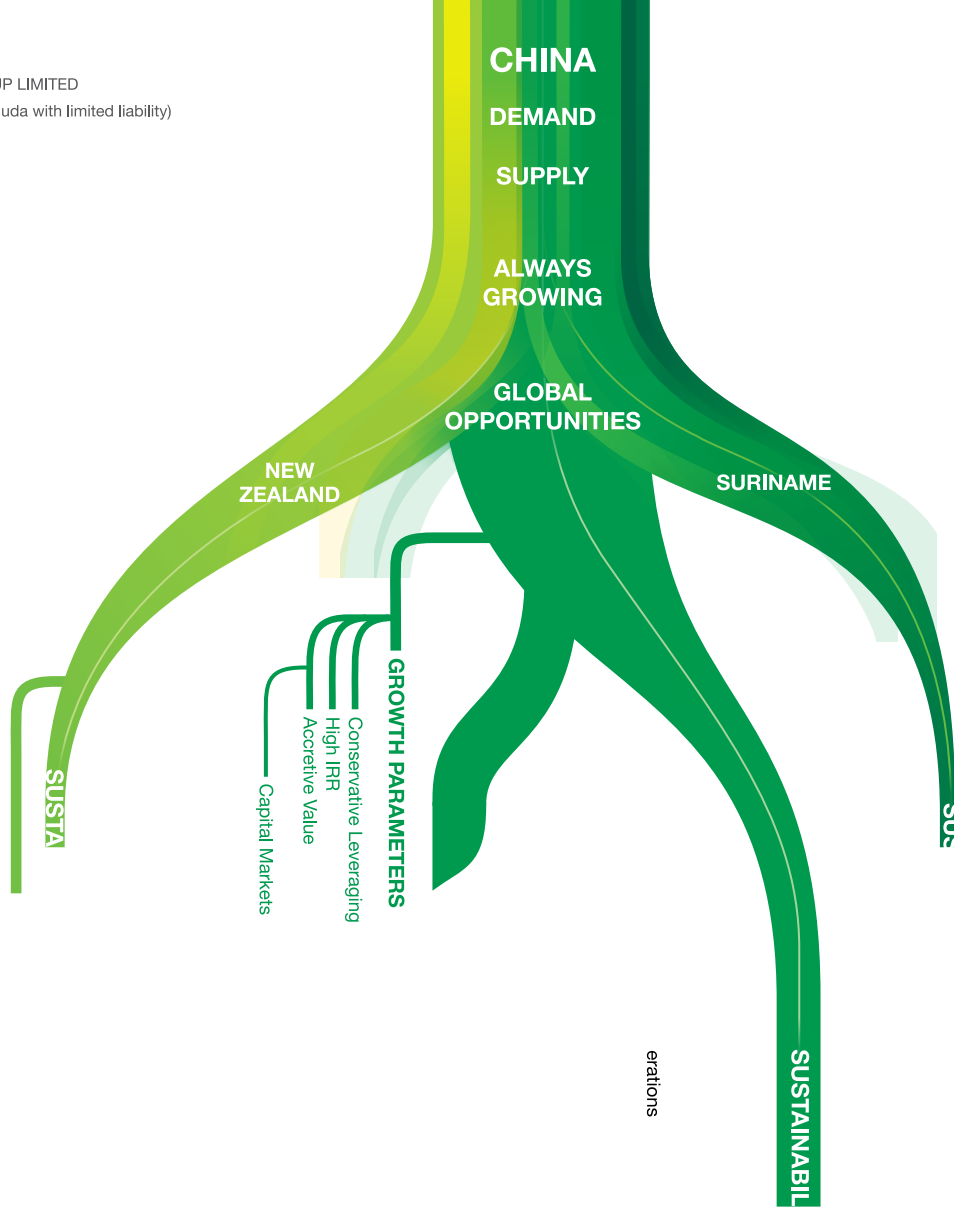 UP LIMITED
uda with limited liability)
CHINA
DEMAND
SUPPLY
ALWAYS
GROWING
GLOBAL
OPPORTUNITIES
NEW
ZEALAND
SURINAME
GROWTH PARAMETERS
Conservative Leveraging
High IRR
Accretive Value
Capital Markets
SUSTA
SUS
erations
SUSTAINABIL